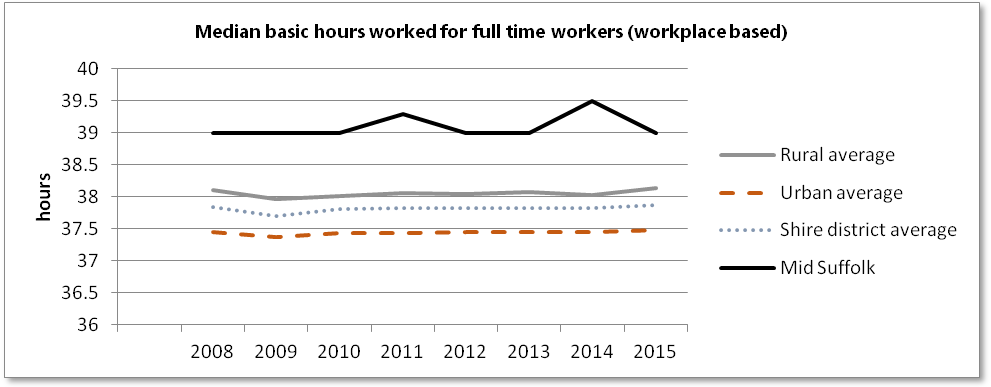 Median basic hours worked for full time workers (workplace based)
40
39.5
39
38.5
38
37.5
37
36.5
36
hours
2008 2009 2010 2011 2012 2013 2014 2015
Rural average
Urban average
Shire district average
Mid Suffolk